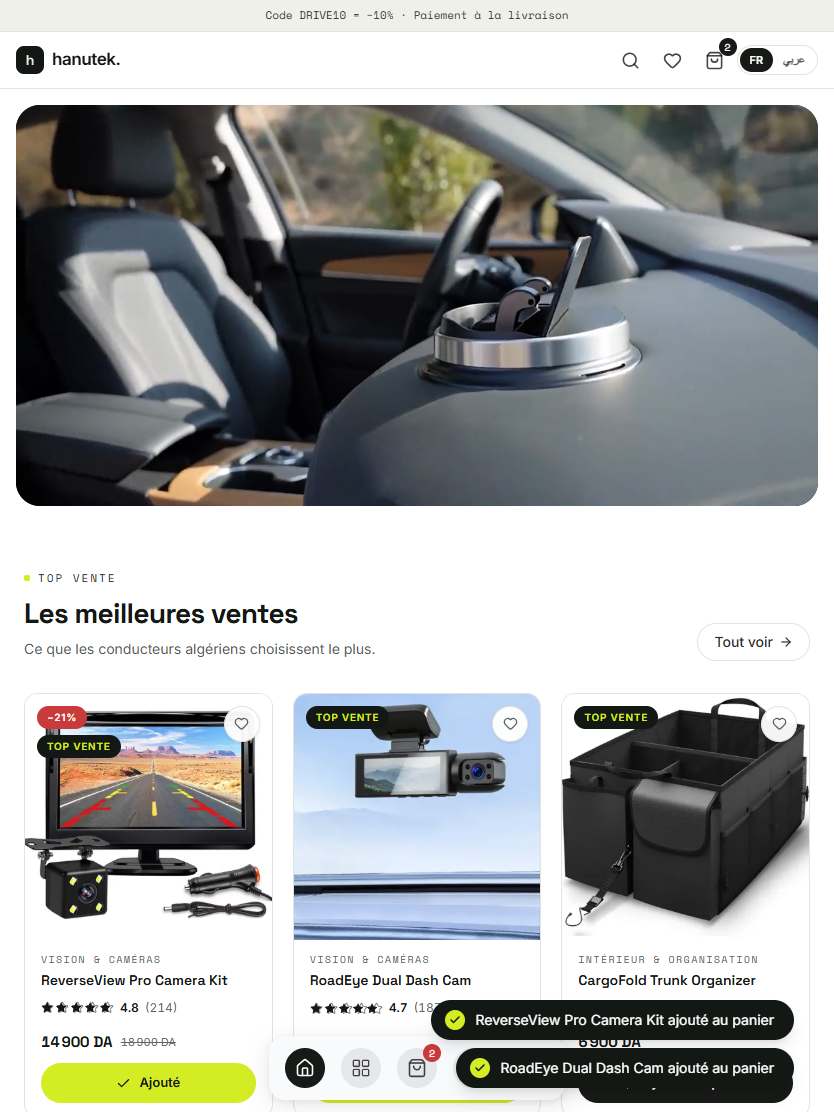 Code DRIVE10 = −10% · Paiement à la livraison
h hanutek.
2
FR عربي
TOP VENTE
Les meilleures ventes
Ce que les conducteurs algériens choisissent le plus.
Tout voir →
−21%
TOP VENTE
TOP VENTE
TOP VENTE
VISION & CAMÉRAS
ReverseView Pro Camera Kit
4.8 (214)
14 900 DA 18 900 DA
Ajouté
VISION & CAMÉRAS
RoadEye Dual Dash Cam
4.7
INTÉRIEUR & ORGANISATION
CargoFold Trunk Organizer
6 900 DA
ReverseView Pro Camera Kit ajouté au panier
2
RoadEye Dual Dash Cam ajouté au panier